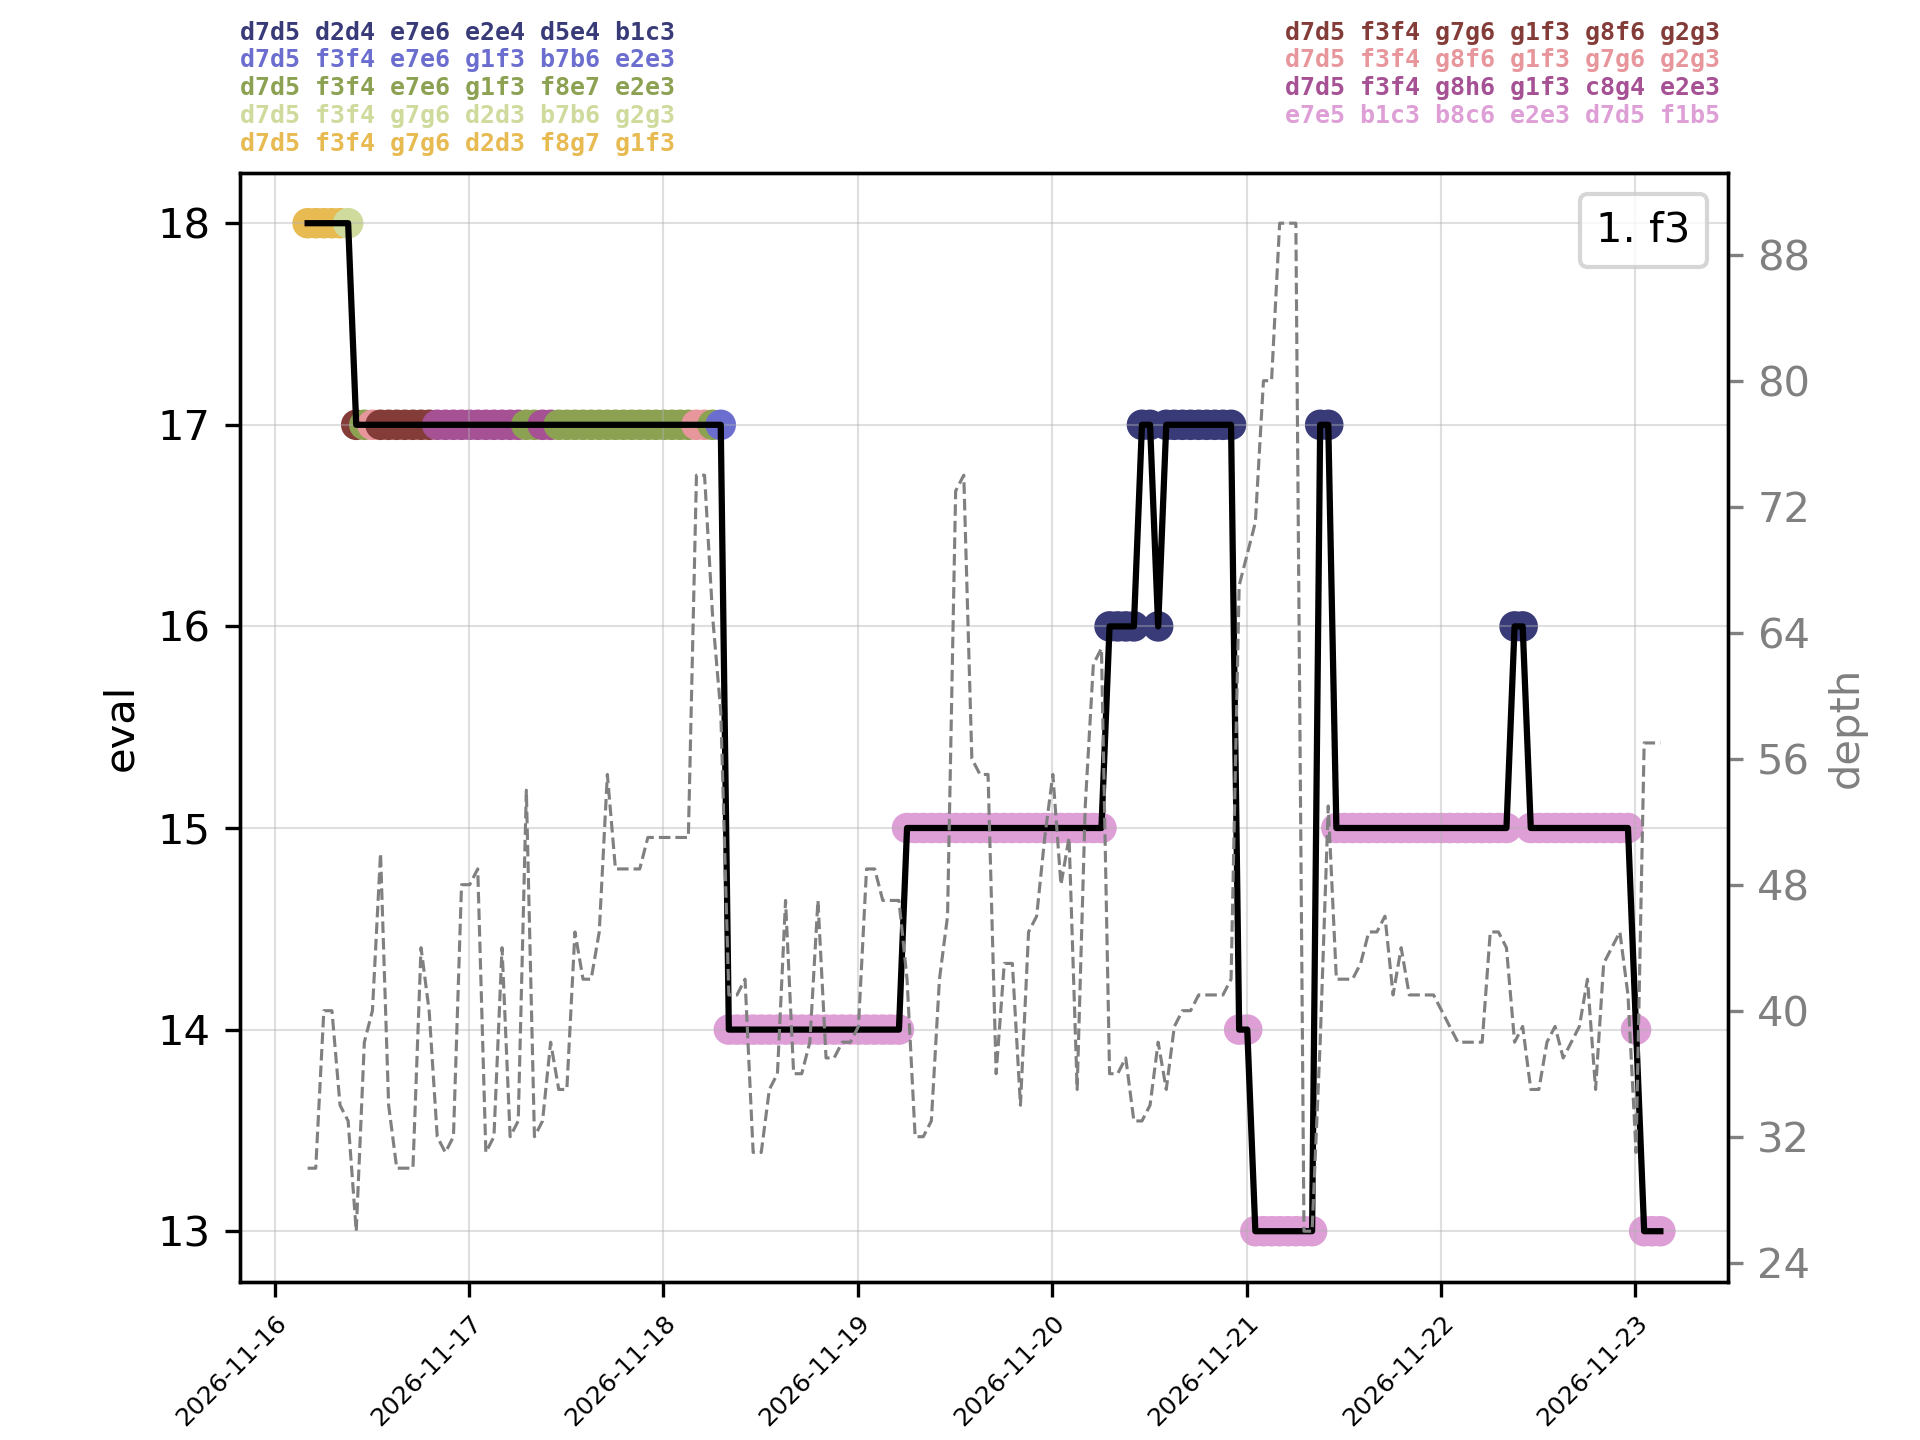 d7d5 d2d4 e7e6 e2e4 d5e4 b1c3
d7d5 f3f4 e7e6 g1f3 b7b6 e2e3
d7d5 f3f4 e7e6 g1f3 f8e7 e2e3
d7d5 f3f4 g7g6 d2d3 b7b6 g2g3
d7d5 f3f4 g7g6 d2d3 f8g7 g1f3
d7d5 f3f4 g7g6 g1f3 g8f6 g2g3
d7d5 f3f4 g8f6 g1f3 g7g6 g2g3
d7d5 f3f4 g8h6 g1f3 c8g4 e2e3
e7e5 b1c3 b8c6 e2e3 d7d5 f1b5
1. f3
eval
18
17
16
15
14
13
depth
88
80
72
64
56
48
40
32
24
2026-11-16
2026-11-17
2026-11-18
2026-11-19
2026-11-20
2026-11-21
2026-11-22
2026-11-23